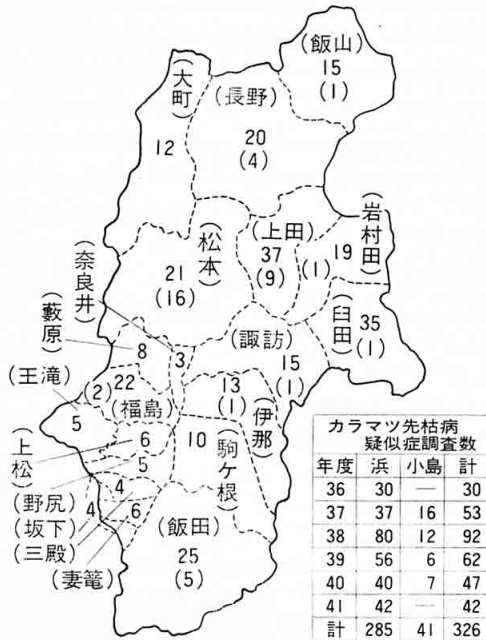 (飯山)
15
(1)
(大町)
12
(長野)
20
(4)
(岩村田)
19
(1)
(上田)
37
(9)
(松本)
21
(16)
(臼田)
35
(1)
(諏訪)
15
(1)
(奈良井)
3
(藪原)
8
(王滝)
5
22
(2)
(福島)
13
(1)
(伊那)
10
(駒ケ根)
(上松)
6
(野尻)
5
(坂下)
4
(三殿)
4
(妻籠)
6
(飯田)
25
(5)
カラマツ先枯病
疑似症調査数
年度 浜 小島 計
36 30 — 30
37 37 16 53
38 80 12 92
39 56 6 62
40 40 7 47
41 42 — 42
計 285 41 326